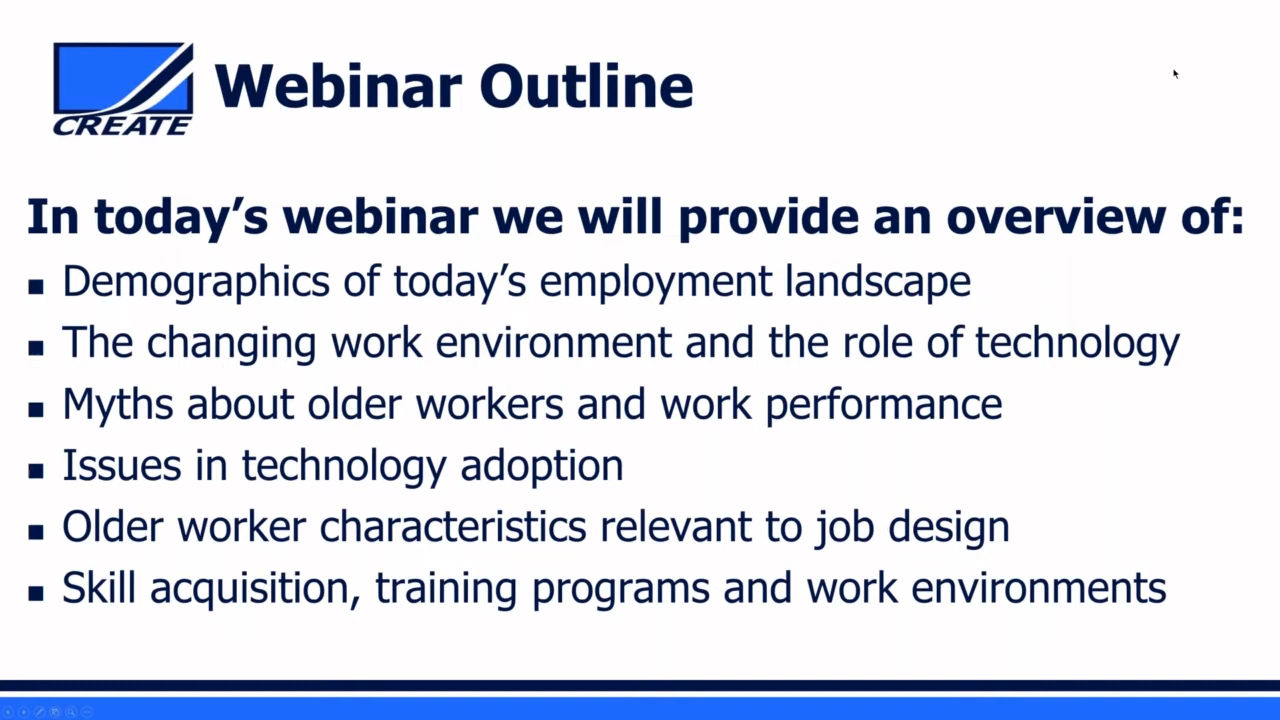 CREATE
Webinar Outline
In today’s webinar we will provide an overview of:
Demographics of today’s employment landscape
The changing work environment and the role of technology
Myths about older workers and work performance
Issues in technology adoption
Older worker characteristics relevant to job design
Skill acquisition, training programs and work environments